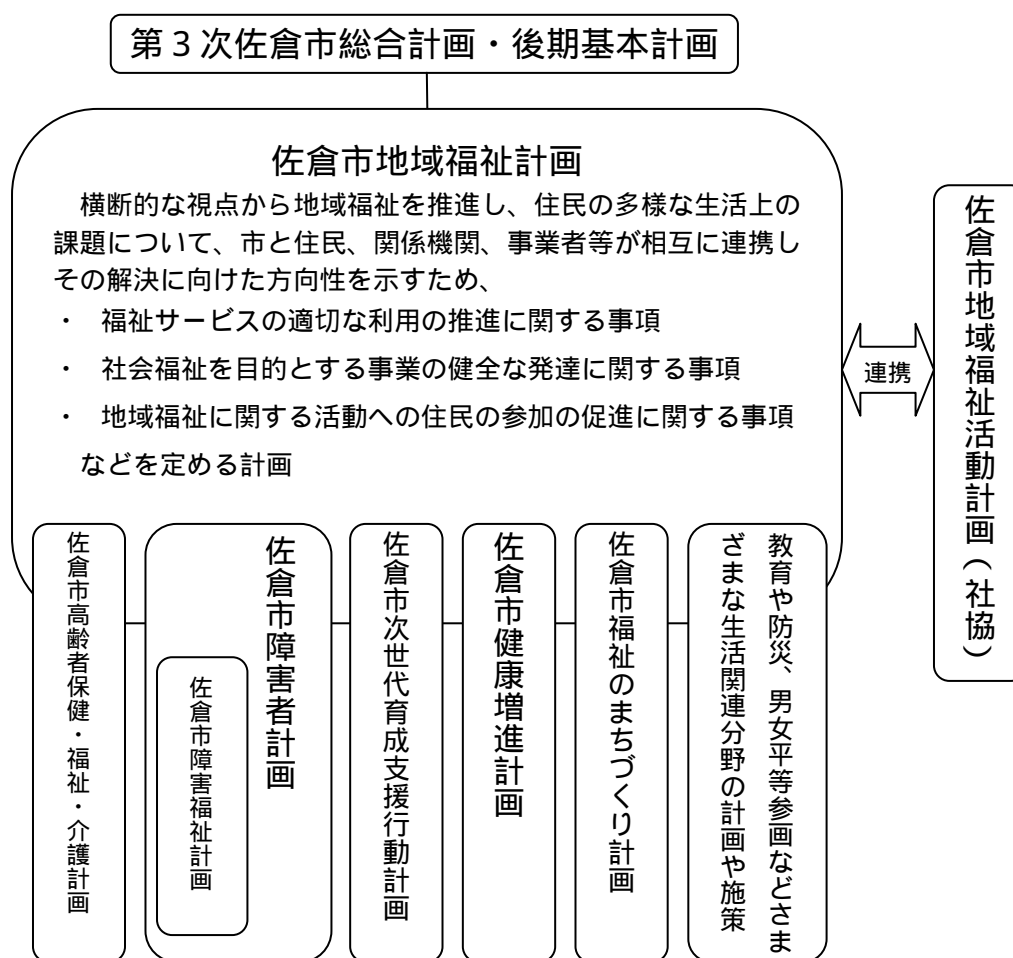 第3次佐倉市総合計画・後期基本計画
佐倉市地域福祉計画
横断的な視点から地域福祉を推進し、住民の多様な生活上の
課題について、市と住民、関係機関、事業者等が相互に連携し
その解決に向けた方向性を示すため、
・ 福祉サービスの適切な利用の推進に関する事項
・ 社会福祉を目的とする事業の健全な発達に関する事項
・ 地域福祉に関する活動への住民の参加の促進に関する事項
などを定める計画
連携
佐倉市地域福祉活動計画(社協)
佐倉市高齢者保健・福祉・介護計画
佐倉市障害者計画
佐倉市障害福祉計画
佐倉市次世代育成支援行動計画
佐倉市健康増進計画
佐倉市福祉のまちづくり計画
教育や防災、男女平等参画などさま
ざまな生活関連分野の計画や施策